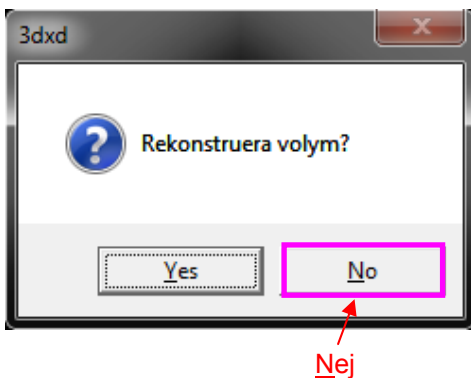 3dxd
Rekonstruera volym?
Yes
No
Nej